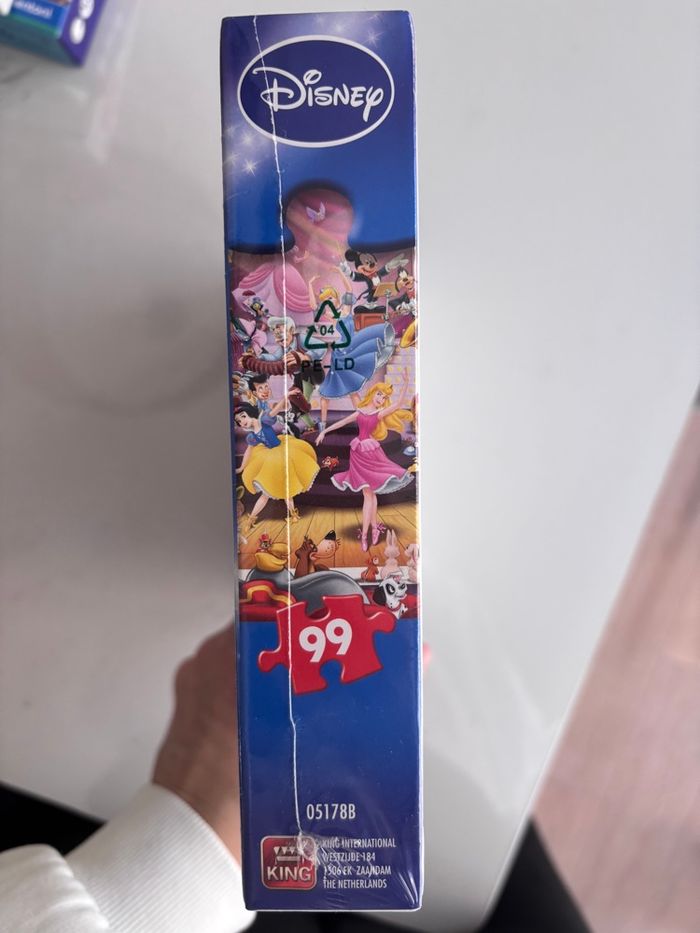 Disney
04
PE-LD
99
05178B
KING
KING INTERNATIONAL
WESTZIJDE 184
1506 EK ZAANDAM
THE NETHERLANDS